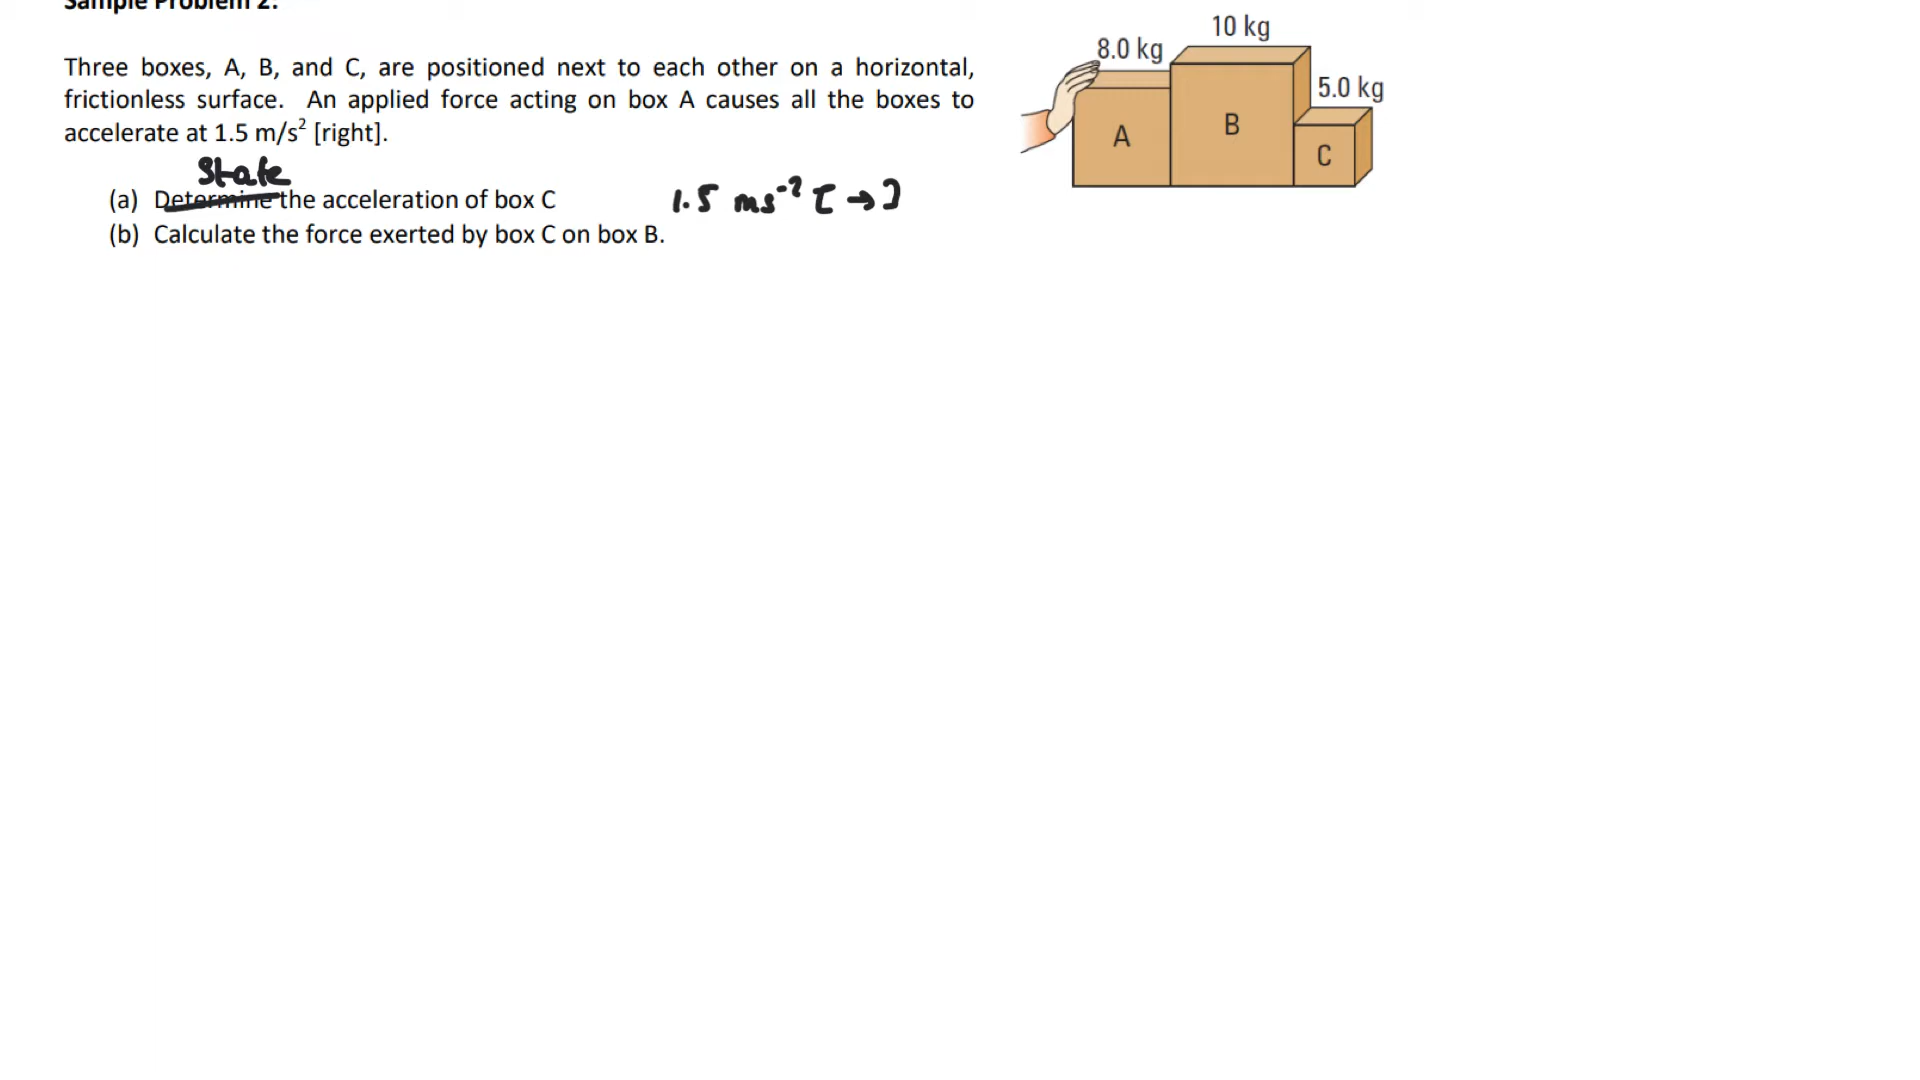 Sample Problem 2:
10 kg
8.0 kg
Three boxes, A, B, and C, are positioned next to each other on a horizontal,
5.0 kg
frictionless surface. An applied force acting on box A causes all the boxes to
accelerate at 1.5 m/s² [right].
A
B
C
State
(a) Determine the acceleration of box C
1.5 ms⁻² [→]
(b) Calculate the force exerted by box C on box B.